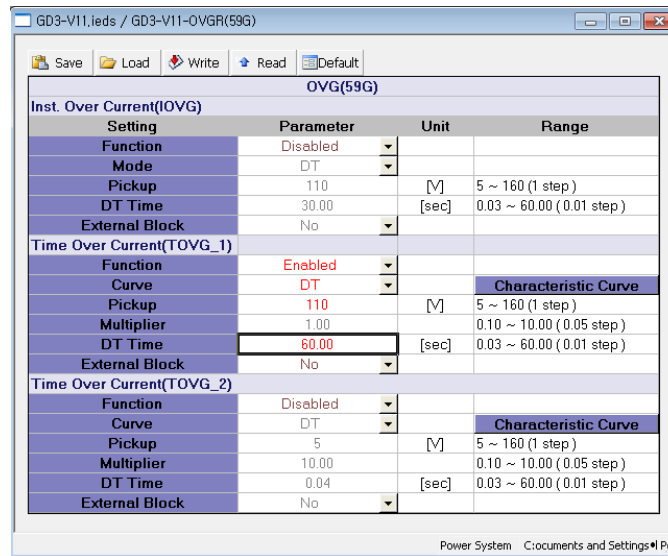 GD3-V11.ieds / GD3-V11-OVGR(59G)
Save Load Write Read Default
OVG(59G)
Inst. Over Current(IOVG)
Setting Parameter Unit Range
Function Disabled
Mode DT
Pickup 110 [V] 5 ~ 160 (1 step )
DT Time 30.00 [sec] 0.03 ~ 60.00 ( 0.01 step )
External Block No
Time Over Current(TOVG_1)
Function Enabled
Curve DT Characteristic Curve
Pickup 110 [V] 5 ~ 160 (1 step )
Multiplier 1.00 0.10 ~ 10.00 ( 0.05 step )
DT Time 60.00 [sec] 0.03 ~ 60.00 ( 0.01 step )
External Block No
Time Over Current(TOVG_2)
Function Disabled
Curve DT Characteristic Curve
Pickup 5 [V] 5 ~ 160 (1 step )
Multiplier 10.00 0.10 ~ 10.00 ( 0.05 step )
DT Time 0.04 [sec] 0.03 ~ 60.00 ( 0.01 step )
External Block No
Power System C:ocuments and Settings